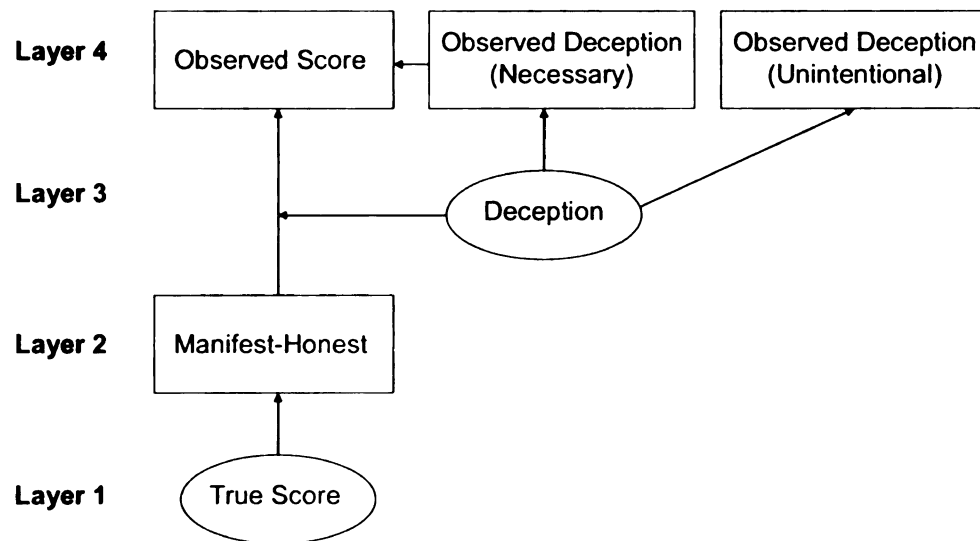 Layer 4
Observed Score
Observed Deception
(Necessary)
Observed Deception
(Unintentional)
Layer 3
Deception
Layer 2
Manifest-Honest
Layer 1
True Score